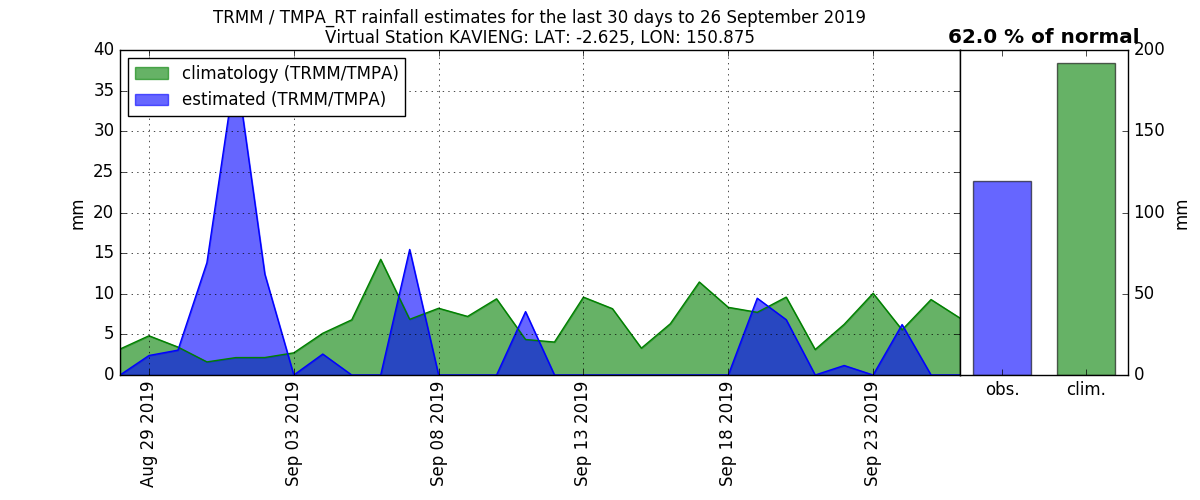 TRMM / TMPA_RT rainfall estimates for the last 30 days to 26 September 2019
Virtual Station KAVIENG: LAT: -2.625, LON: 150.875
62.0 % of normal
climatology (TRMM/TMPA)
estimated (TRMM/TMPA)
40
35
30
25
20
15
10
5
0
mm
Aug 29 2019
Sep 03 2019
Sep 08 2019
Sep 13 2019
Sep 18 2019
Sep 23 2019
200
150
100
50
0
mm
obs.
clim.